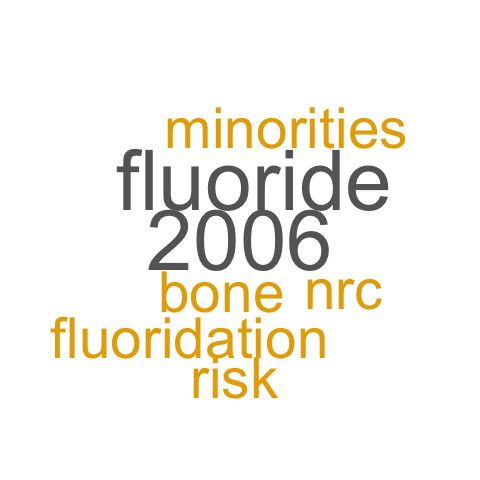 minorities
fluoride
2006
bone nrc
fluoridation
risk